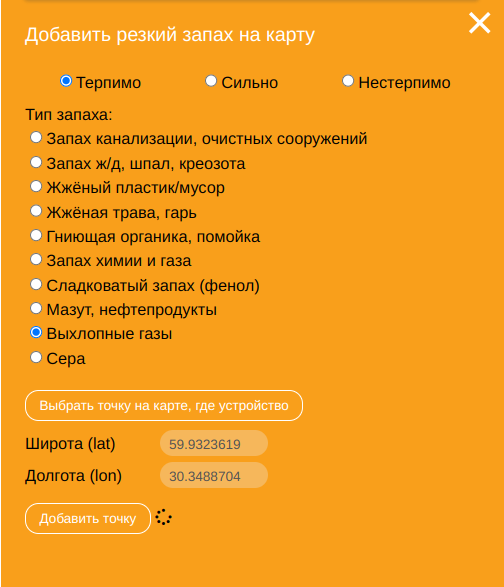 Добавить резкий запах на карту
Терпимо Сильно Нестерпимо
Тип запаха:
Запах канализации, очистных сооружений
Запах ж/д, шпал, креозота
Жжёный пластик/мусор
Жжёная трава, гарь
Гниющая органика, помойка
Запах химии и газа
Сладковатый запах (фенол)
Мазут, нефтепродукты
Выхлопные газы
Сера
Выбрать точку на карте, где устройство
Широта (lat) 59.9323619
Долгота (lon) 30.3488704
Добавить точку